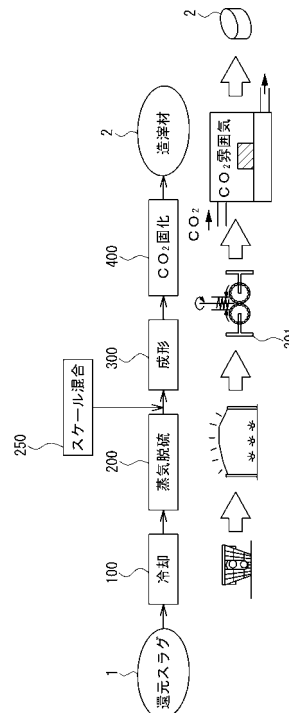 1
還元スラグ
100
冷却
200
蒸気脱硫
250
スケール混合
300
成形
400
CO2固化
2
造滓材
301
CO2
CO2雰囲気
2